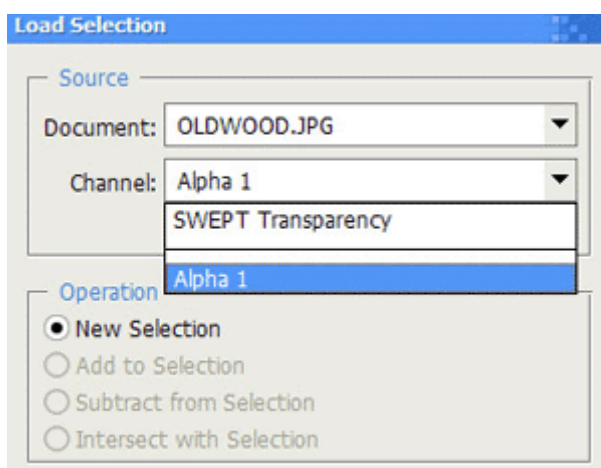 Load Selection
Source
Document: OLDWOOD.JPG
Channel: Alpha 1
SWEPT Transparency
Alpha 1
Operation
New Selection
Add to Selection
Subtract from Selection
Intersect with Selection